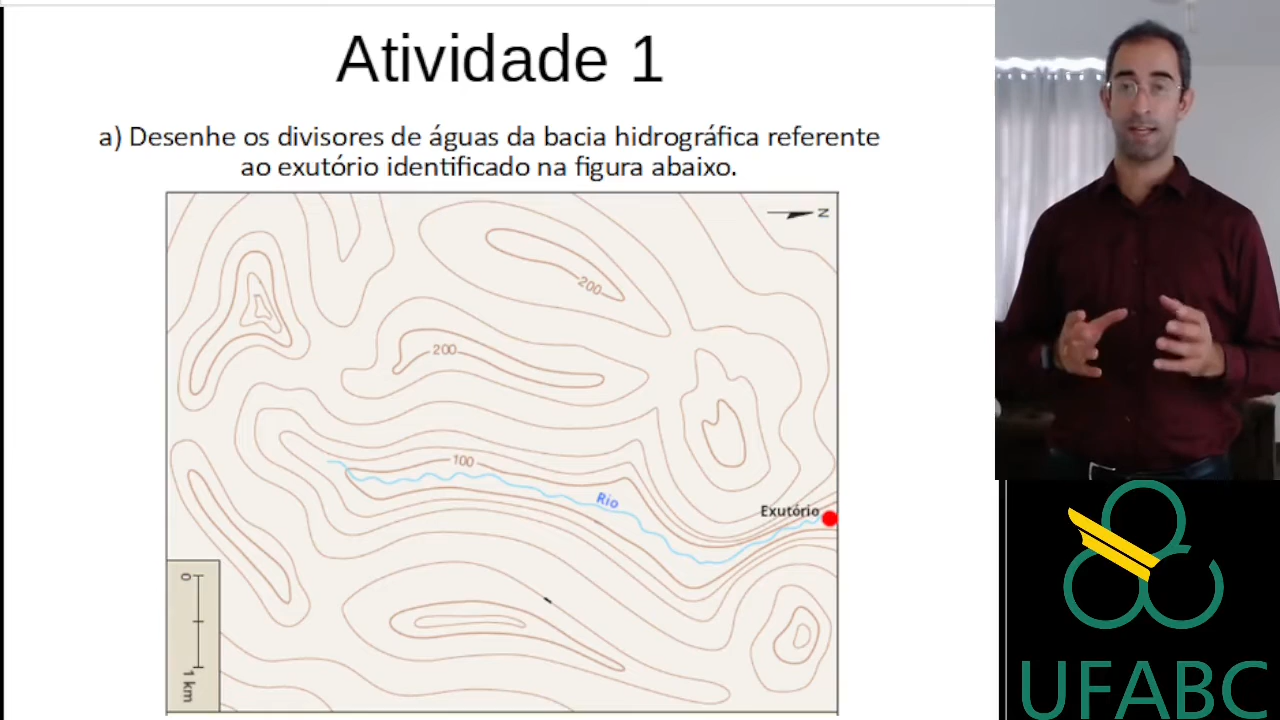 Atividade 1
a) Desenhe os divisores de águas da bacia hidrográfica referente
ao exutório identificado na figura abaixo.
N
200
200
100
Rio
Exutório
0
1 km
UFABC